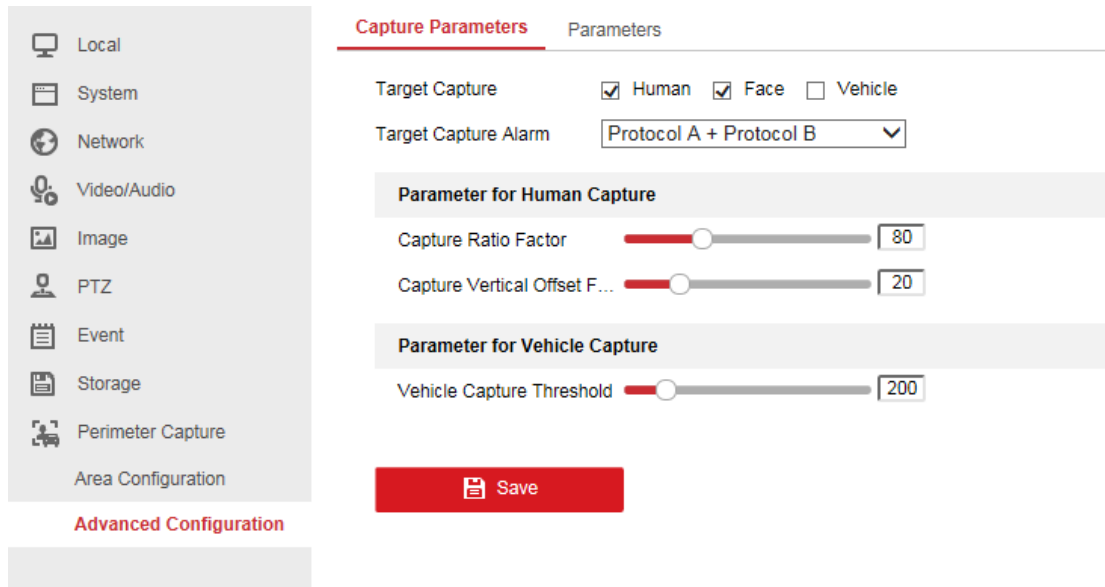 Local
System
Network
Video/Audio
Image
PTZ
Event
Storage
Perimeter Capture
Area Configuration
Advanced Configuration
Capture Parameters Parameters
Target Capture Human Face Vehicle
Target Capture Alarm Protocol A + Protocol B
Parameter for Human Capture
Capture Ratio Factor 80
Capture Vertical Offset F... 20
Parameter for Vehicle Capture
Vehicle Capture Threshold 200
Save